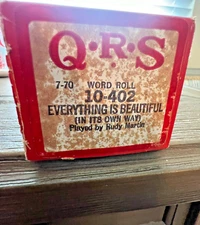 Q·R·S
7-70 WORD ROLL
10-402
EVERYTHING IS BEAUTIFUL
(IN ITS OWN WAY)
Played by Rudy Martin